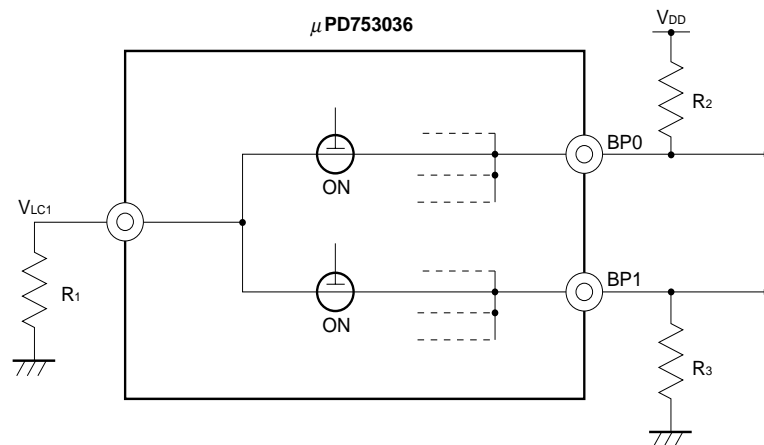 μPD753036
VDD
R2
BP0
ON
VLC1
R1
BP1
ON
R3